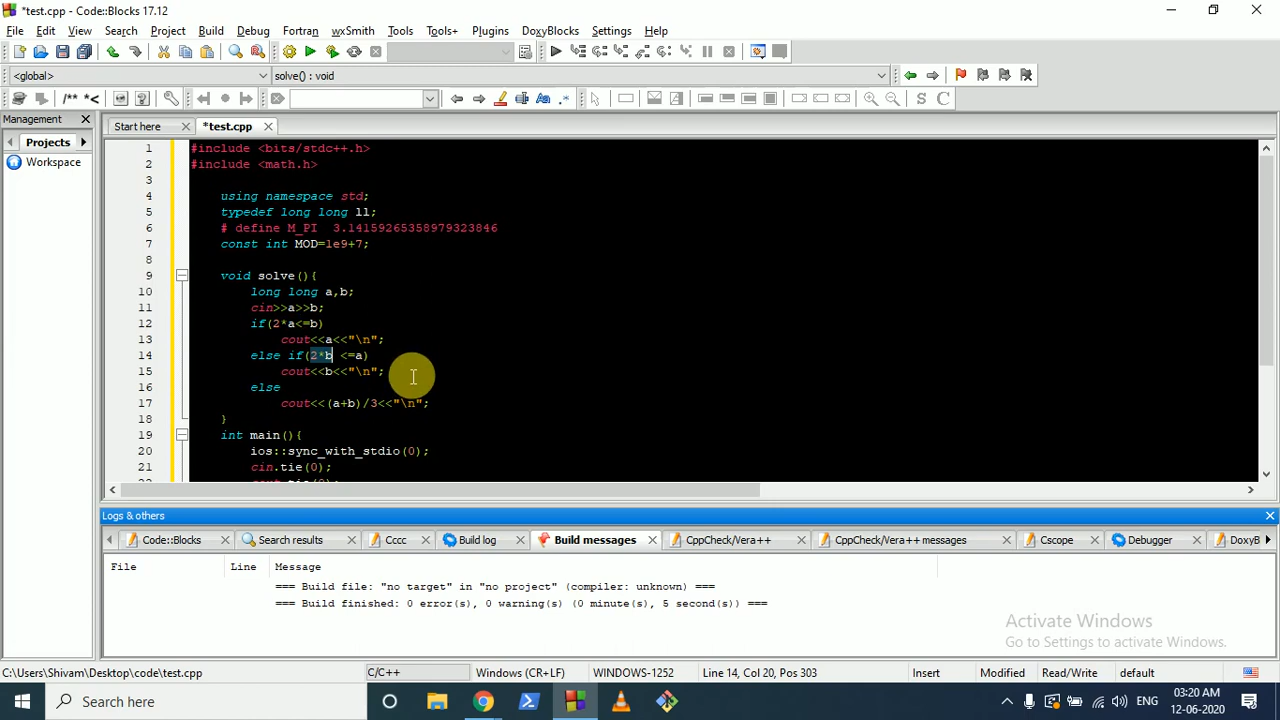 *test.cpp - Code::Blocks 17.12
File Edit View Search Project Build Debug Fortran wxSmith Tools Tools+ Plugins DoxyBlocks Settings Help
<global> solve() : void
/** *< S C
Management Start here *test.cpp
Projects
Workspace
1 #include <bits/stdc++.h>
2 #include <math.h>
3
4 using namespace std;
5 typedef long long ll;
6 # define M_PI 3.14159265358979323846
7 const int MOD=1e9+7;
8
9 void solve(){
10 long long a,b;
11 cin>>a>>b;
12 if(2*a<=b)
13 cout<<a<<"\n";
14 else if(2*b <=a)
15 cout<<b<<"\n";
16 else
17 cout<<(a+b)/3<<"\n";
18 }
19 int main(){
20 ios::sync_with_stdio(0);
21 cin.tie(0);
Logs & others
Code::Blocks Search results Cccc Build log Build messages CppCheck/Vera++ CppCheck/Vera++ messages Cscope Debugger DoxyB
File Line Message
=== Build file: "no target" in "no project" (compiler: unknown) ===
=== Build finished: 0 error(s), 0 warning(s) (0 minute(s), 5 second(s)) ===
Activate Windows
Go to Settings to activate Windows.
C:\Users\Shivam\Desktop\code\test.cpp C/C++ Windows (CR+LF) WINDOWS-1252 Line 14, Col 20, Pos 303 Insert Modified Read/Write default
Type here to search